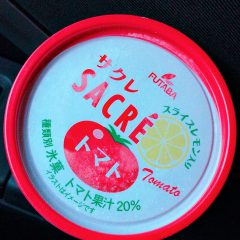 FUTABA
サクレ
SACRÉ
スライスレモン入り
トマト
Tomato
種類別 氷菓
トマト果汁20%
イラストはイメージです